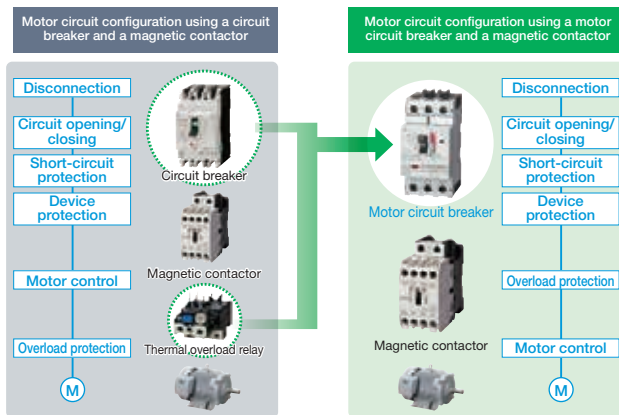 Motor circuit configuration using a circuit
breaker and a magnetic contactor
Disconnection
Circuit opening/
closing
Short-circuit
protection
Device
protection
Motor control
Overload protection
M
Circuit breaker
Magnetic contactor
Thermal overload relay
Motor circuit configuration using a motor
circuit breaker and a magnetic contactor
Motor circuit breaker
Magnetic contactor
Disconnection
Circuit opening/
closing
Short-circuit
protection
Device
protection
Overload protection
Motor control
M